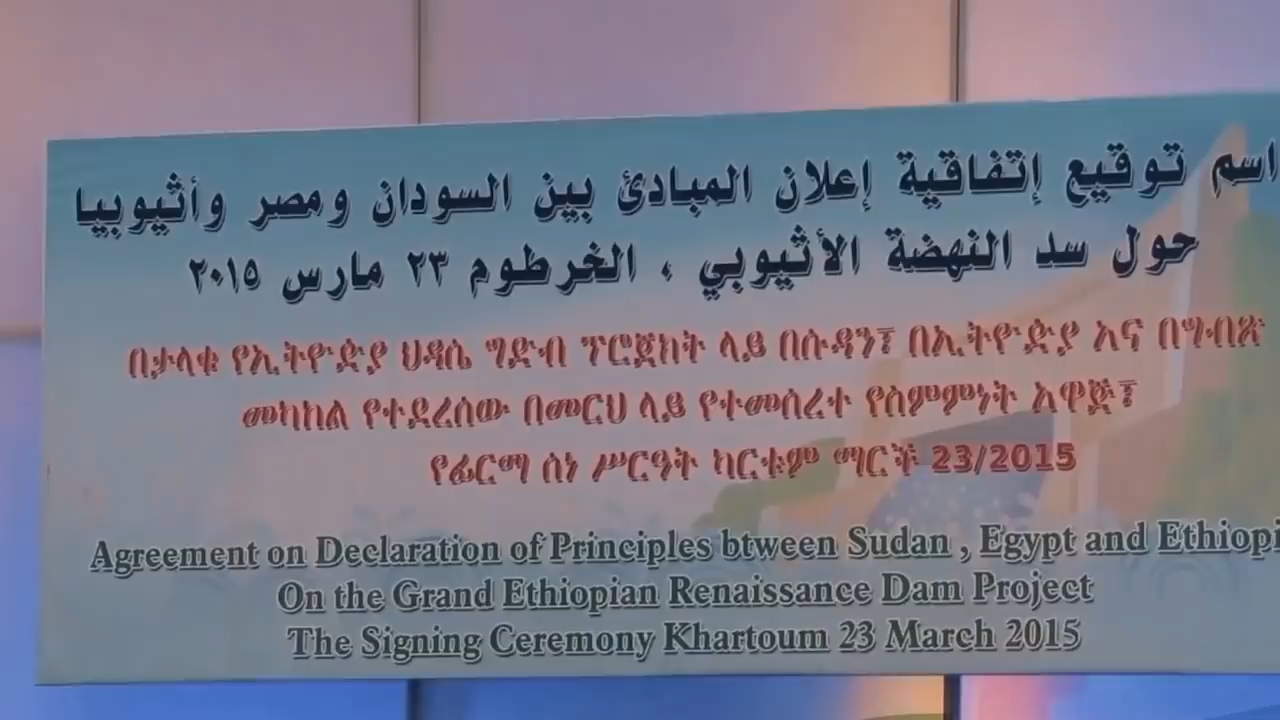 اسم توقيع إتفاقية إعلان المبادئ بين السودان ومصر وأثيوبيا
حول سد النهضة الأثيوبي ، الخرطوم ٢٣ مارس ٢٠١٥
በታላቁ የኢትዮጵያ ህዳሴ ግድብ ፕሮጀክት ላይ በሱዳን፣ በኢትዮጵያ እና በግብጽ
መካከል የተደረሰው በመርህ ላይ የተመሰረተ የስምምነት አዋጅ፣
የፊርማ ስነ ሥርዓት ካርቱም ማርች 23/2015
Agreement on Declaration of Principles btween Sudan , Egypt and Ethiopi
On the Grand Ethiopian Renaissance Dam Project
The Signing Ceremony Khartoum 23 March 2015